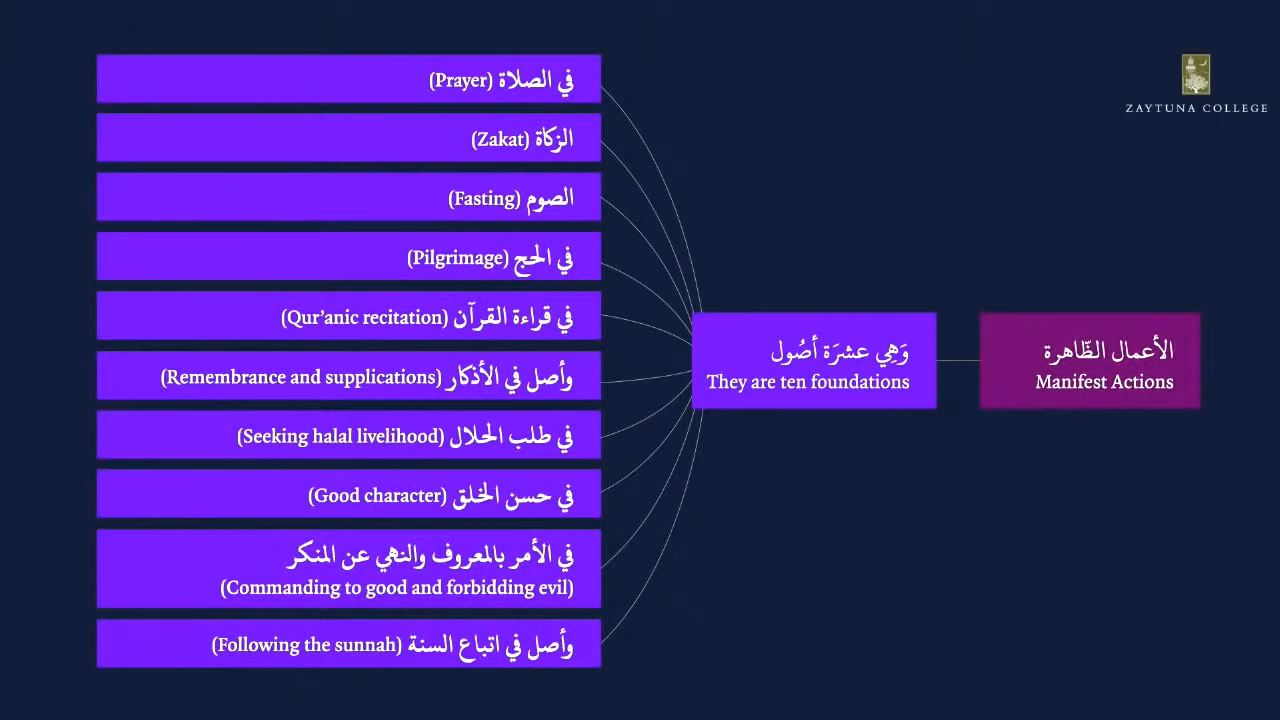 ZAYTUNA COLLEGE
الأعمال الظّاهرة
Manifest Actions
وَهِي عشرَة أصُول
They are ten foundations
في الصلاة (Prayer)
الزكاة (Zakat)
الصوم (Fasting)
في الحج (Pilgrimage)
في قراءة القرآن (Qur’anic recitation)
وأصل في الأذكار (Remembrance and supplications)
في طلب الحلال (Seeking halal livelihood)
في حسن الخلق (Good character)
في الأمر بالمعروف والنهي عن المنكر
(Commanding to good and forbidding evil)
وأصل في اتباع السنة (Following the sunnah)